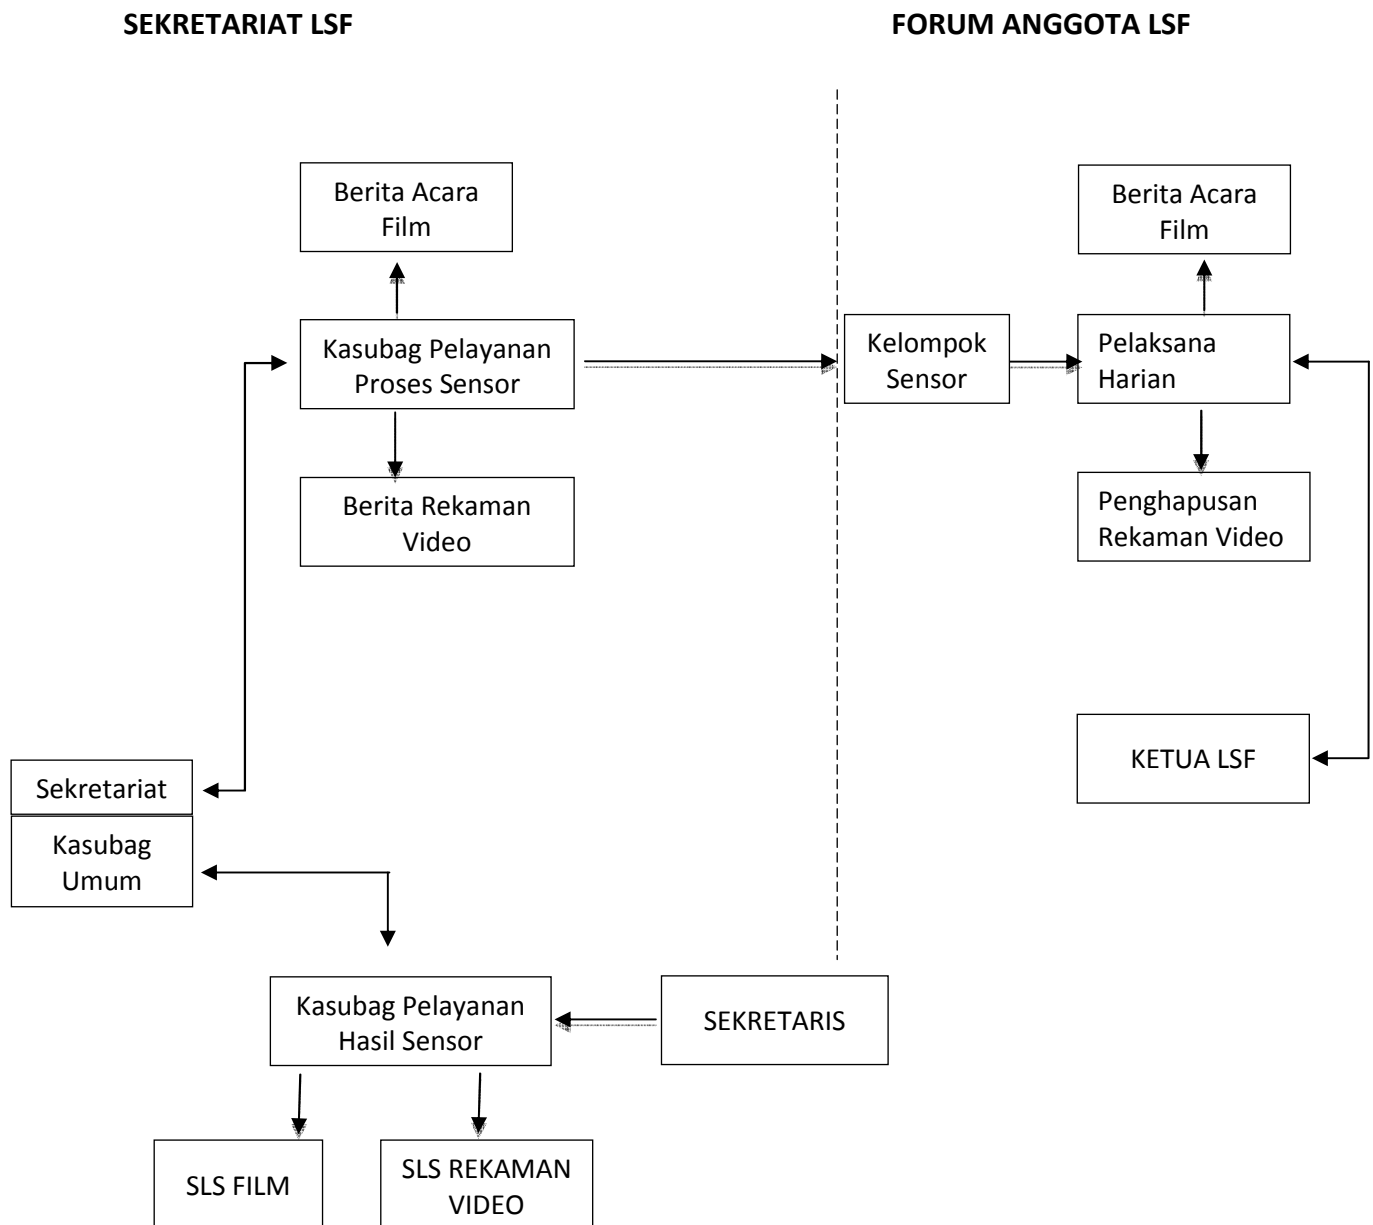 SEKRETARIAT LSF
FORUM ANGGOTA LSF
Berita Acara
Film
Berita Acara
Film
Kasubag Pelayanan
Proses Sensor
Kelompok
Sensor
Pelaksana
Harian
Berita Rekaman
Video
Penghapusan
Rekaman Video
KETUA LSF
Sekretariat
Kasubag
Umum
Kasubag Pelayanan
Hasil Sensor
SEKRETARIS
SLS FILM
SLS REKAMAN
VIDEO